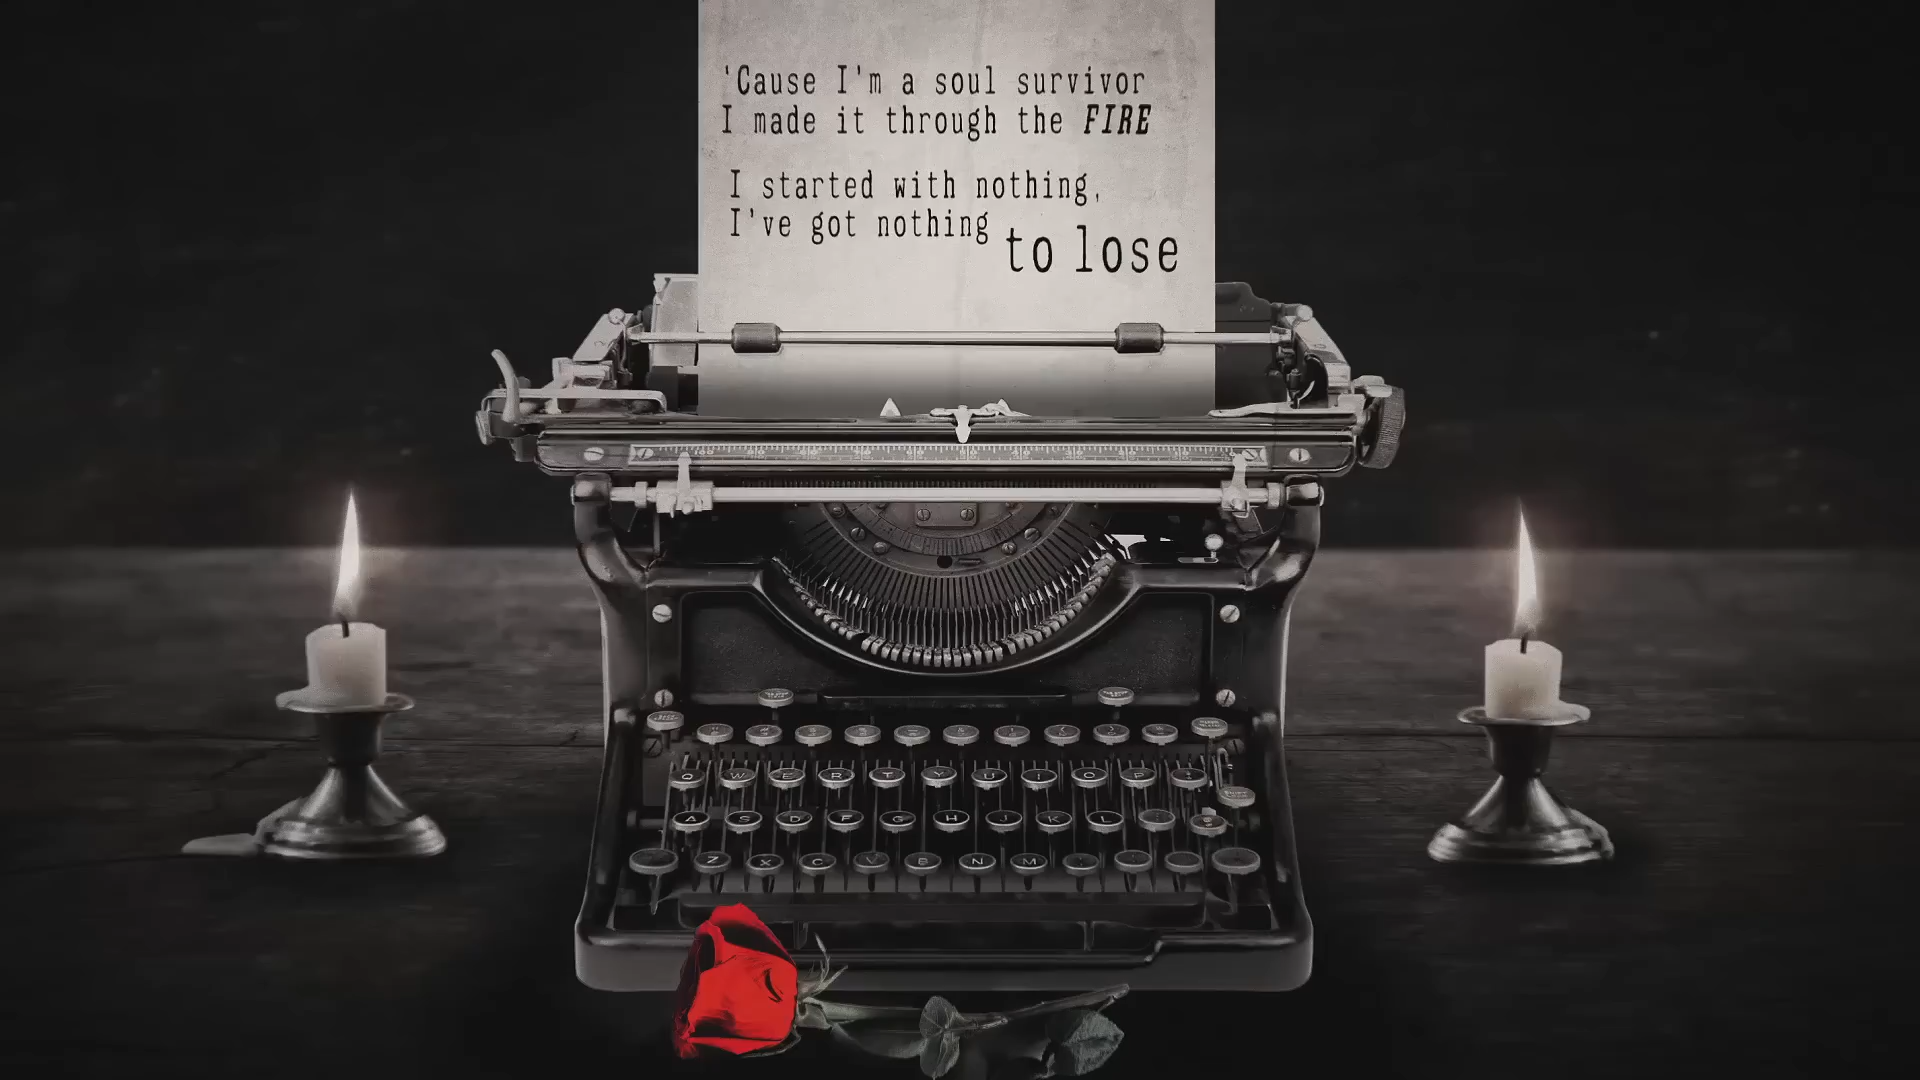 'Cause I'm a soul survivor
I made it through the FIRE
I started with nothing,
I've got nothing to lose
Q W E R T Y U I O P
A S D F G H J K L
Z X C V B N M